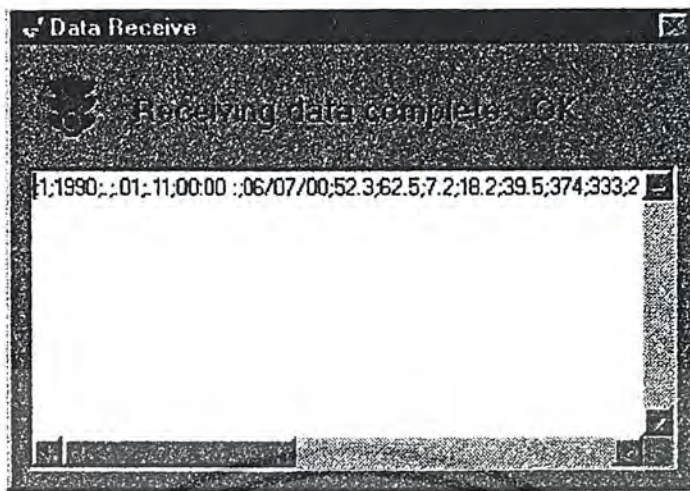 Data Receive
Receiving data complete...OK
1;1990;.;.01;.11;00:00 :.;06/07/00;52.3;62.5;7.2;18.2;39.5;374;333;2